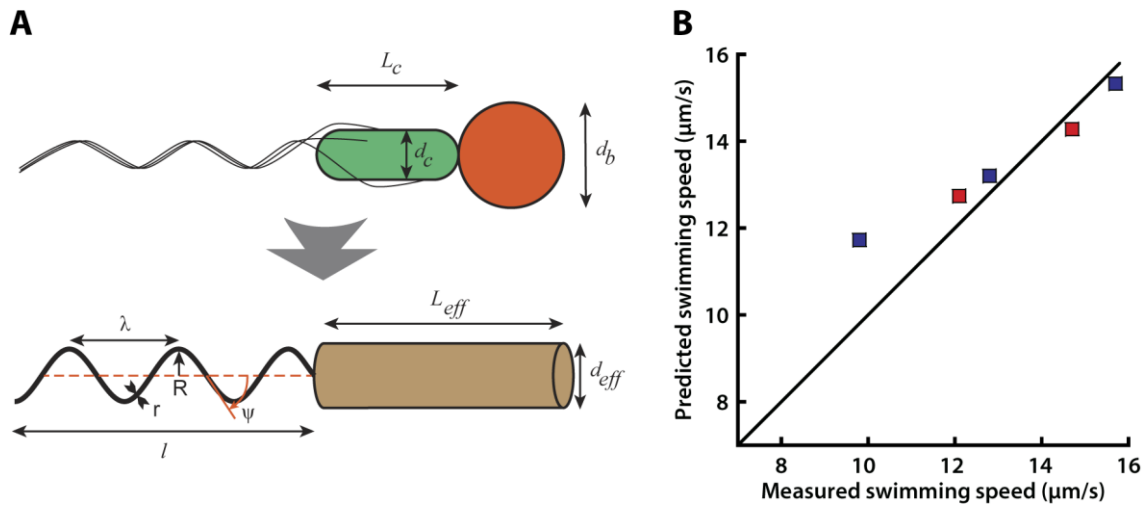 A
L_c
d_c
d_b
L_eff
λ
R
r
ψ
d_eff
l
B
16
14
12
10
8
Predicted swimming speed (µm/s)
8 10 12 14 16
Measured swimming speed (µm/s)